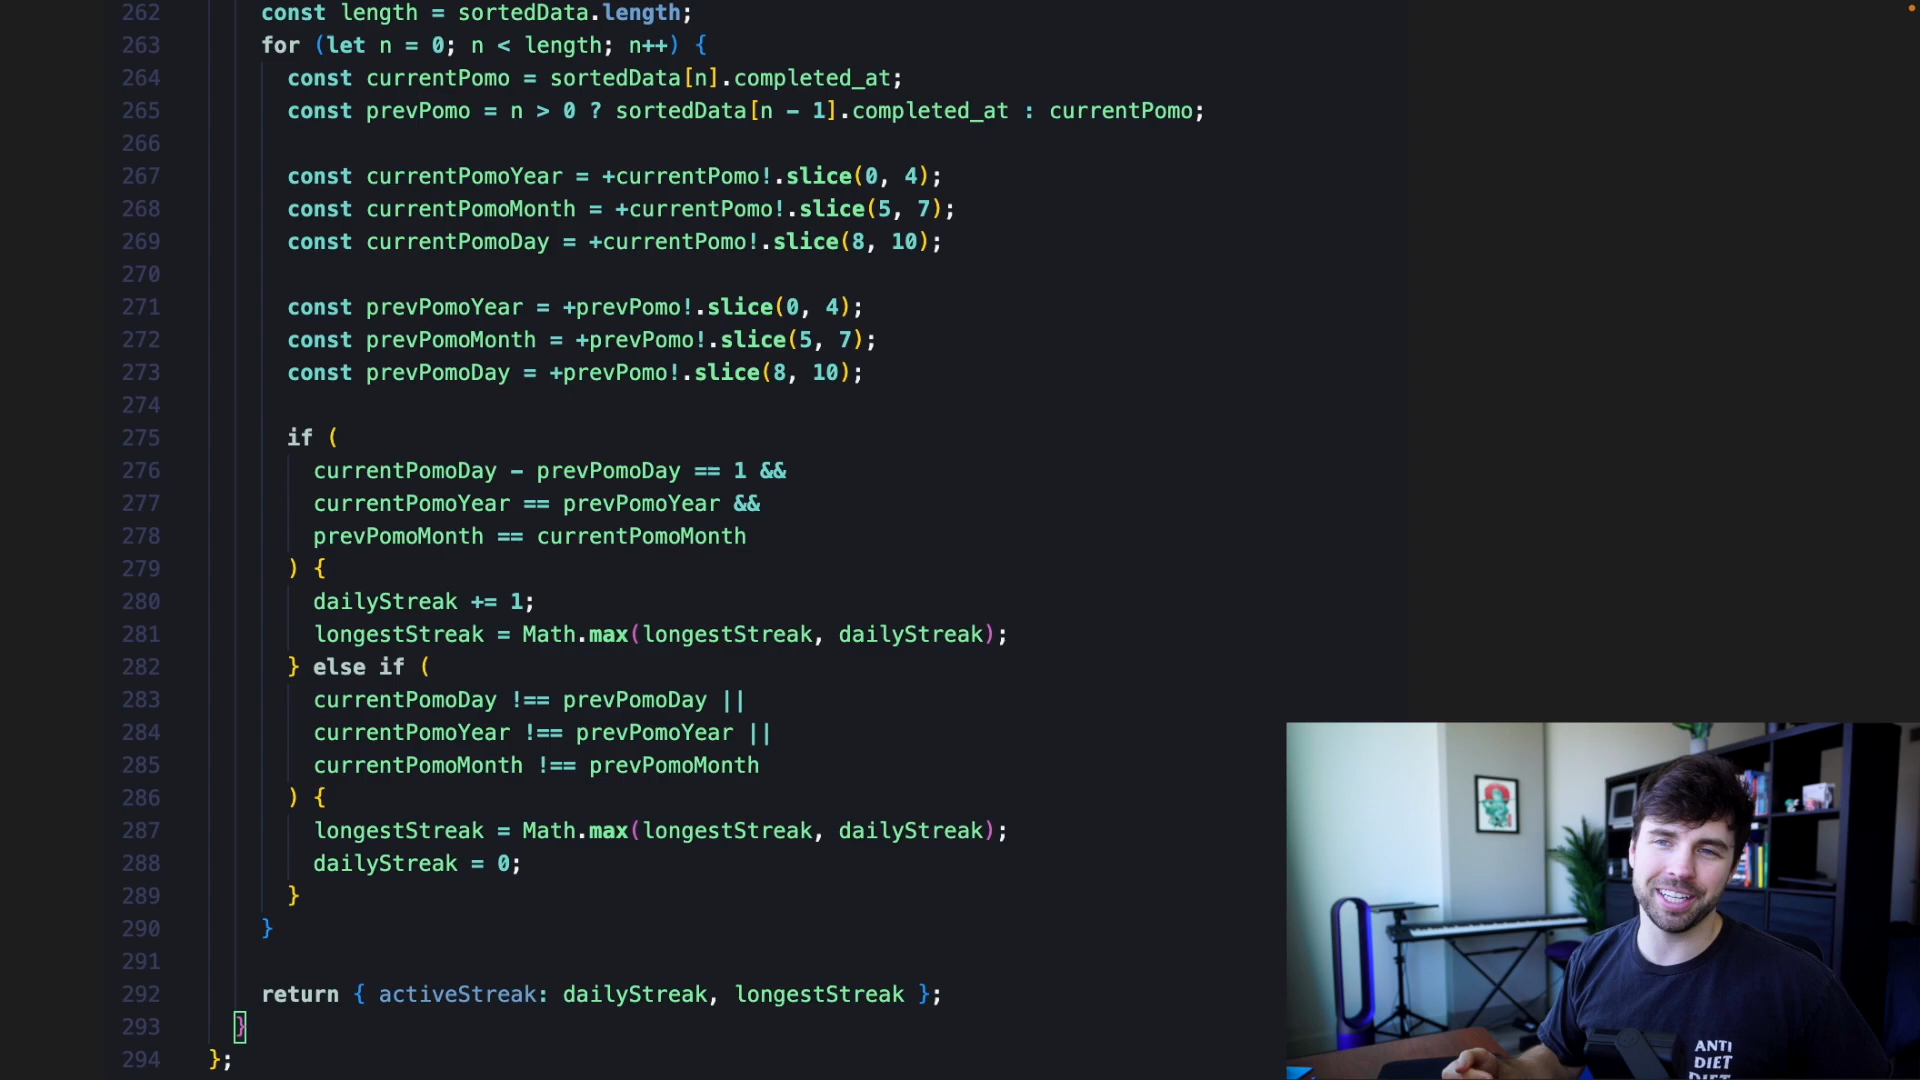 262 const length = sortedData.length;
263 for (let n = 0; n < length; n++) {
264 const currentPomo = sortedData[n].completed_at;
265 const prevPomo = n > 0 ? sortedData[n - 1].completed_at : currentPomo;
266
267 const currentPomoYear = +currentPomo!.slice(0, 4);
268 const currentPomoMonth = +currentPomo!.slice(5, 7);
269 const currentPomoDay = +currentPomo!.slice(8, 10);
270
271 const prevPomoYear = +prevPomo!.slice(0, 4);
272 const prevPomoMonth = +prevPomo!.slice(5, 7);
273 const prevPomoDay = +prevPomo!.slice(8, 10);
274
275 if (
276 currentPomoDay - prevPomoDay == 1 &&
277 currentPomoYear == prevPomoYear &&
278 prevPomoMonth == currentPomoMonth
279 ) {
280 dailyStreak += 1;
281 longestStreak = Math.max(longestStreak, dailyStreak);
282 } else if (
283 currentPomoDay !== prevPomoDay ||
284 currentPomoYear !== prevPomoYear ||
285 currentPomoMonth !== prevPomoMonth
286 ) {
287 longestStreak = Math.max(longestStreak, dailyStreak);
288 dailyStreak = 0;
289 }
290 }
291
292 return { activeStreak: dailyStreak, longestStreak };
293 }
294 };
ANTI
DIET
DIET